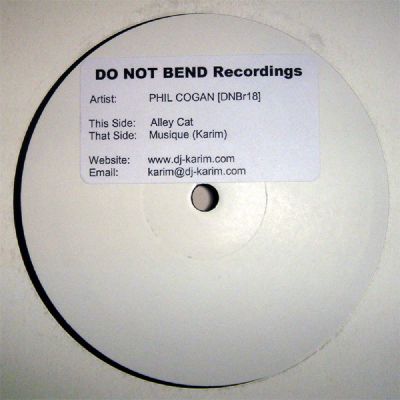 DO NOT BEND Recordings
Artist: PHIL COGAN [DNBr18]
This Side: Alley Cat
That Side: Musique (Karim)
Website: www.dj-karim.com
Email: karim@dj-karim.com